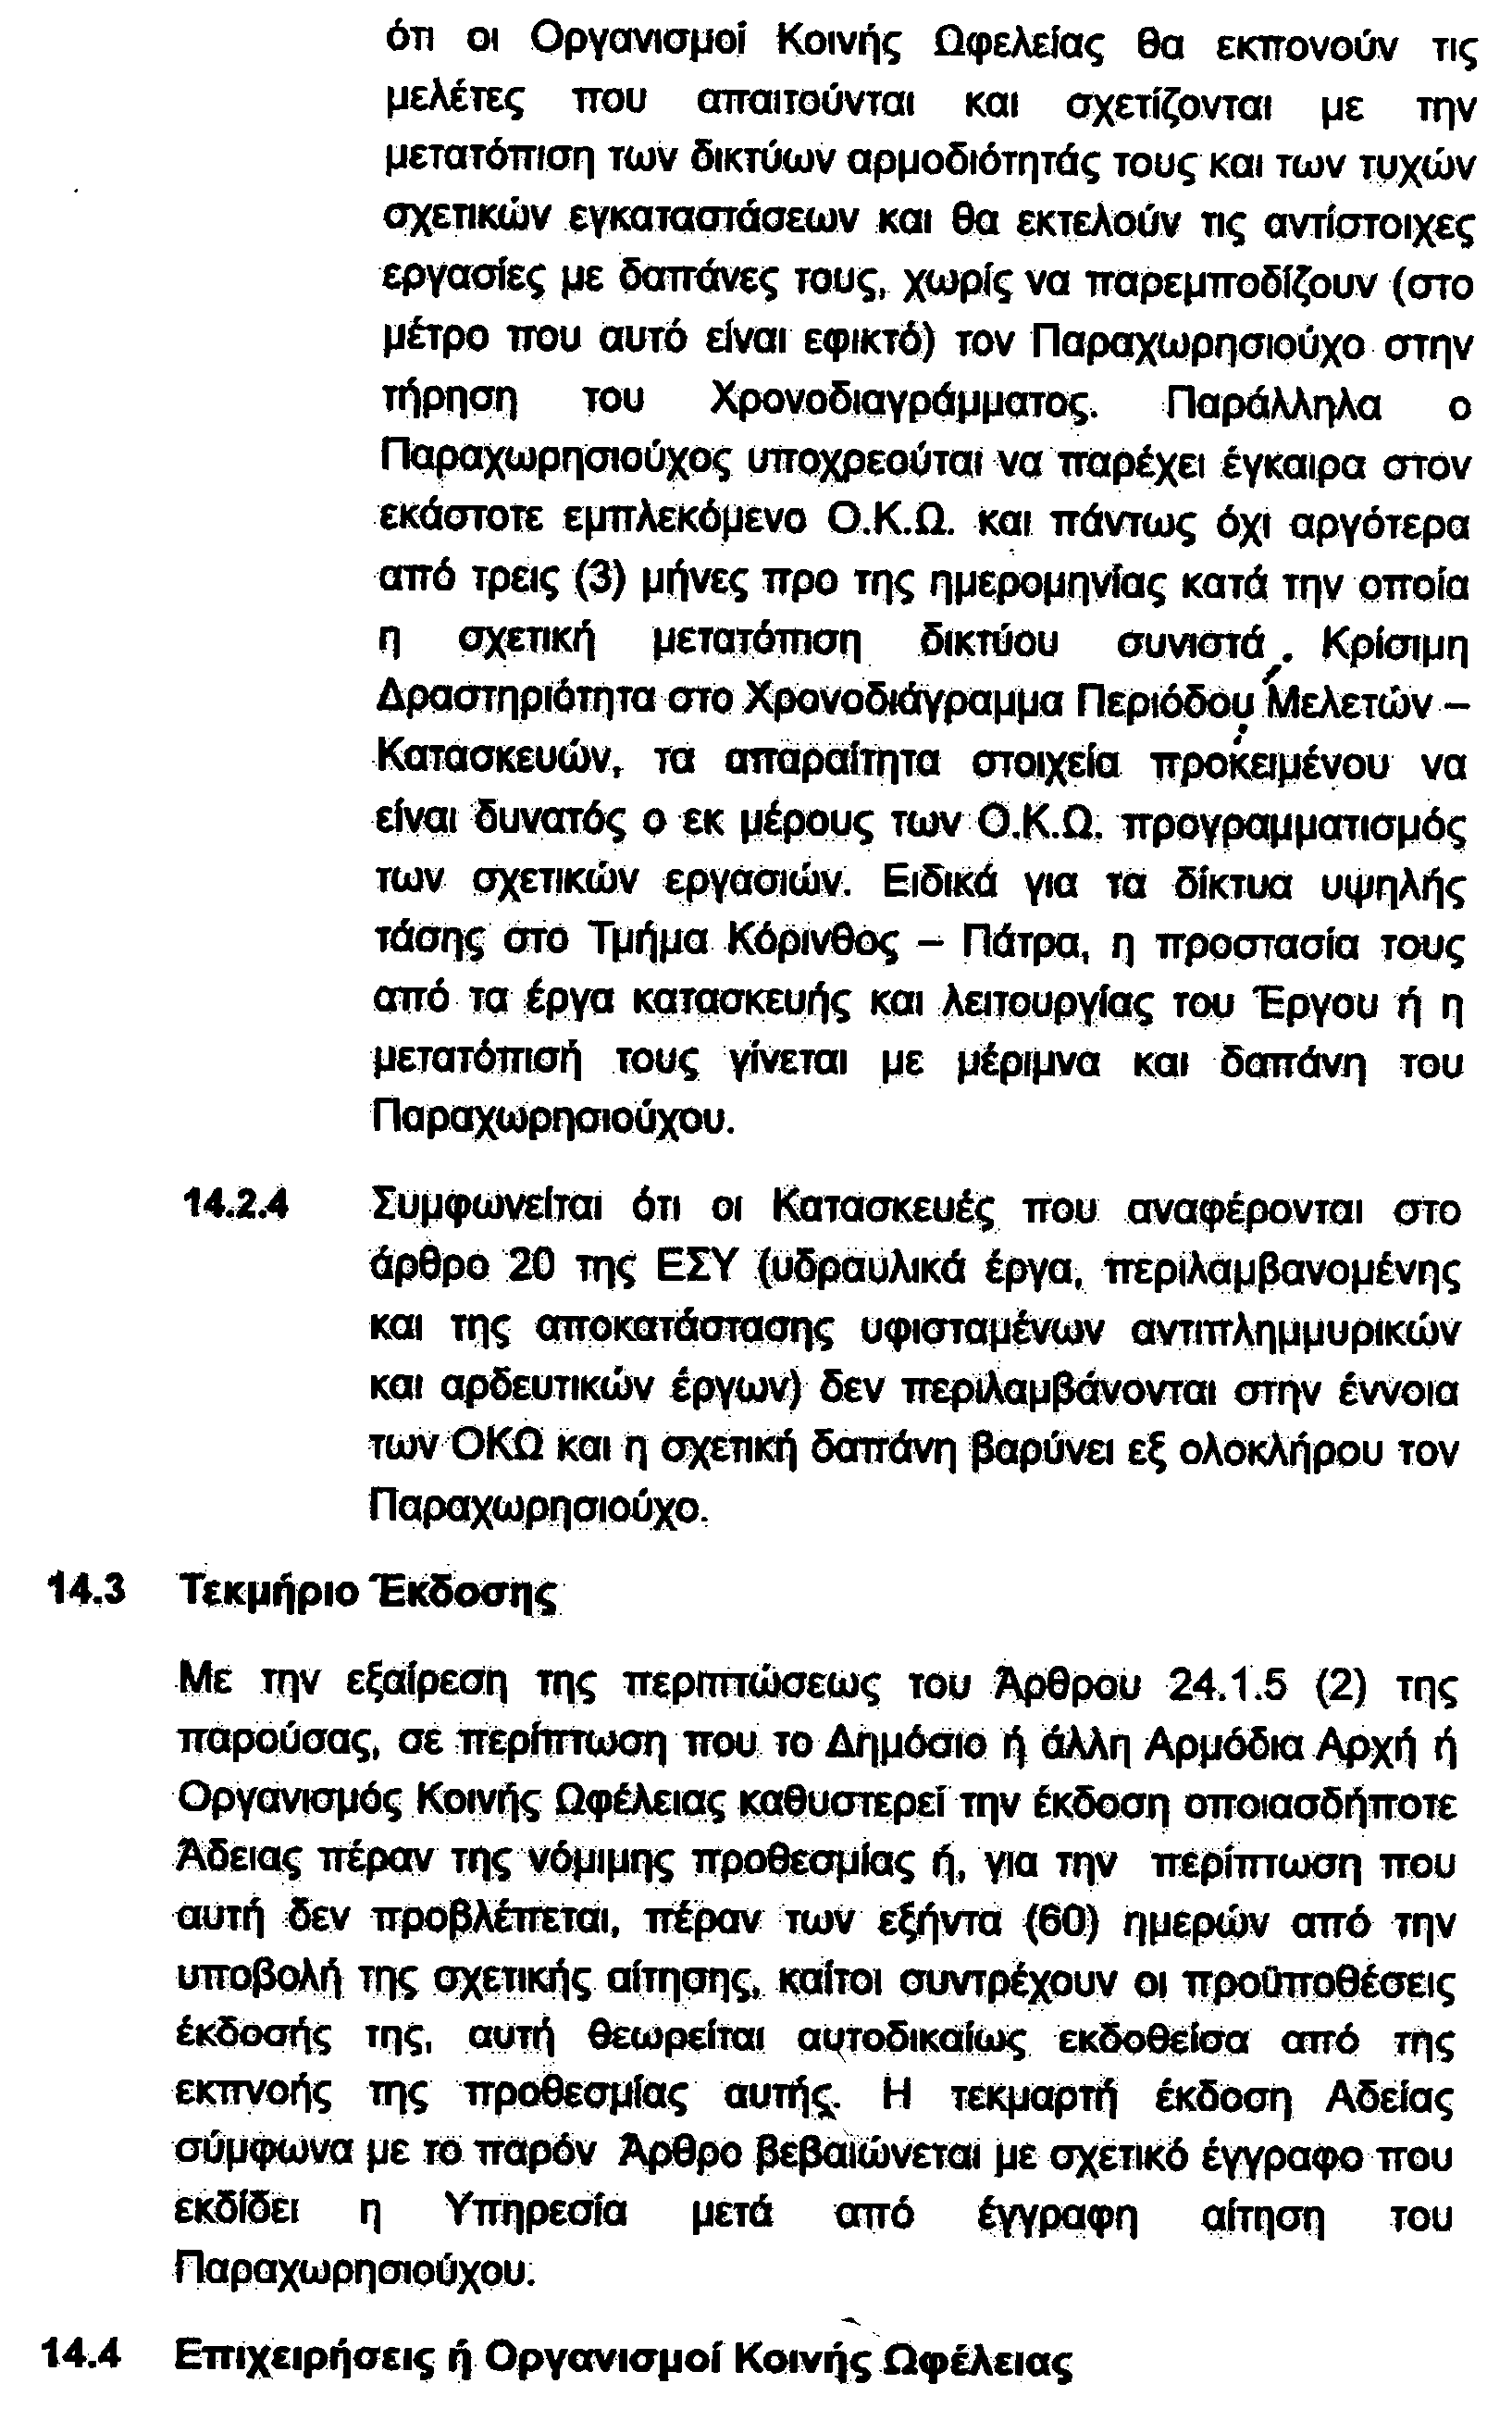 ότι οι Οργανισμοί Κοινής Ωφελείας θα εκπονούν τις
μελέτες που απαιτούνται και σχετίζονται με την
μετατόπιση των δικτύων αρμοδιότητάς τους και των τυχών
σχετικών εγκαταστάσεων και θα εκτελούν τις αντίστοιχες
εργασίες με δαπάνες τους, χωρίς να παρεμποδίζουν (στο
μέτρο που αυτό είναι εφικτό) τον Παραχωρησιούχο στην
τήρηση του Χρονοδιαγράμματος. Παράλληλα ο
Παραχωρησιούχος υποχρεούται να παρέχει έγκαιρα στον
εκάστοτε εμπλεκόμενο Ο.Κ.Ω. και πάντως όχι αργότερα
από τρεις (3) μήνες προ της ημερομηνίας κατά την οποία
η σχετική μετατόπιση δικτύου συνιστά . Κρίσιμη
Δραστηριότητα στο Χρονοδιάγραμμα Περιόδου Μελετών –
Κατασκευών, τα απαραίτητα στοιχεία προκειμένου να
είναι δυνατός ο εκ μέρους των Ο.Κ.Ω. προγραμματισμός
των σχετικών εργασιών. Ειδικά για τα δίκτυα υψηλής
τάσης στο Τμήμα Κόρινθος – Πάτρα, η προστασία τους
από τα έργα κατασκευής και λειτουργίας του Έργου ή η
μετατόπισή τους γίνεται με μέριμνα και δαπάνη του
Παραχωρησιούχου.
14.2.4 Συμφωνείται ότι οι Κατασκευές που αναφέρονται στο
άρθρο 20 της ΕΣΥ (υδραυλικά έργα, περιλαμβανομένης
και της αποκατάστασης υφισταμένων αντιπλημμυρικών
και αρδευτικών έργων) δεν περιλαμβάνονται στην έννοια
των ΟΚΩ και η σχετική δαπάνη βαρύνει εξ ολοκλήρου τον
Παραχωρησιούχο.
14.3 Τεκμήριο Έκδοσης
Με την εξαίρεση της περιπτώσεως του Άρθρου 24.1.5 (2) της
παρούσας, σε περίπτωση που το Δημόσιο ή άλλη Αρμόδια Αρχή ή
Οργανισμός Κοινής Ωφέλειας καθυστερεί την έκδοση οποιασδήποτε
Άδειας πέραν της νόμιμης προθεσμίας ή, για την περίπτωση που
αυτή δεν προβλέπεται, πέραν των εξήντα (60) ημερών από την
υποβολή της σχετικής αίτησης, καίτοι συντρέχουν οι προϋποθέσεις
έκδοσής της, αυτή θεωρείται αυτοδικαίως εκδοθείσα από της
εκπνοής της προθεσμίας αυτής. Η τεκμαρτή έκδοση Αδείας
σύμφωνα με το παρόν Άρθρο βεβαιώνεται με σχετικό έγγραφο που
εκδίδει η Υπηρεσία μετά από έγγραφη αίτηση του
Παραχωρησιούχου.
14.4 Επιχειρήσεις ή Οργανισμοί Κοινής Ωφέλειας